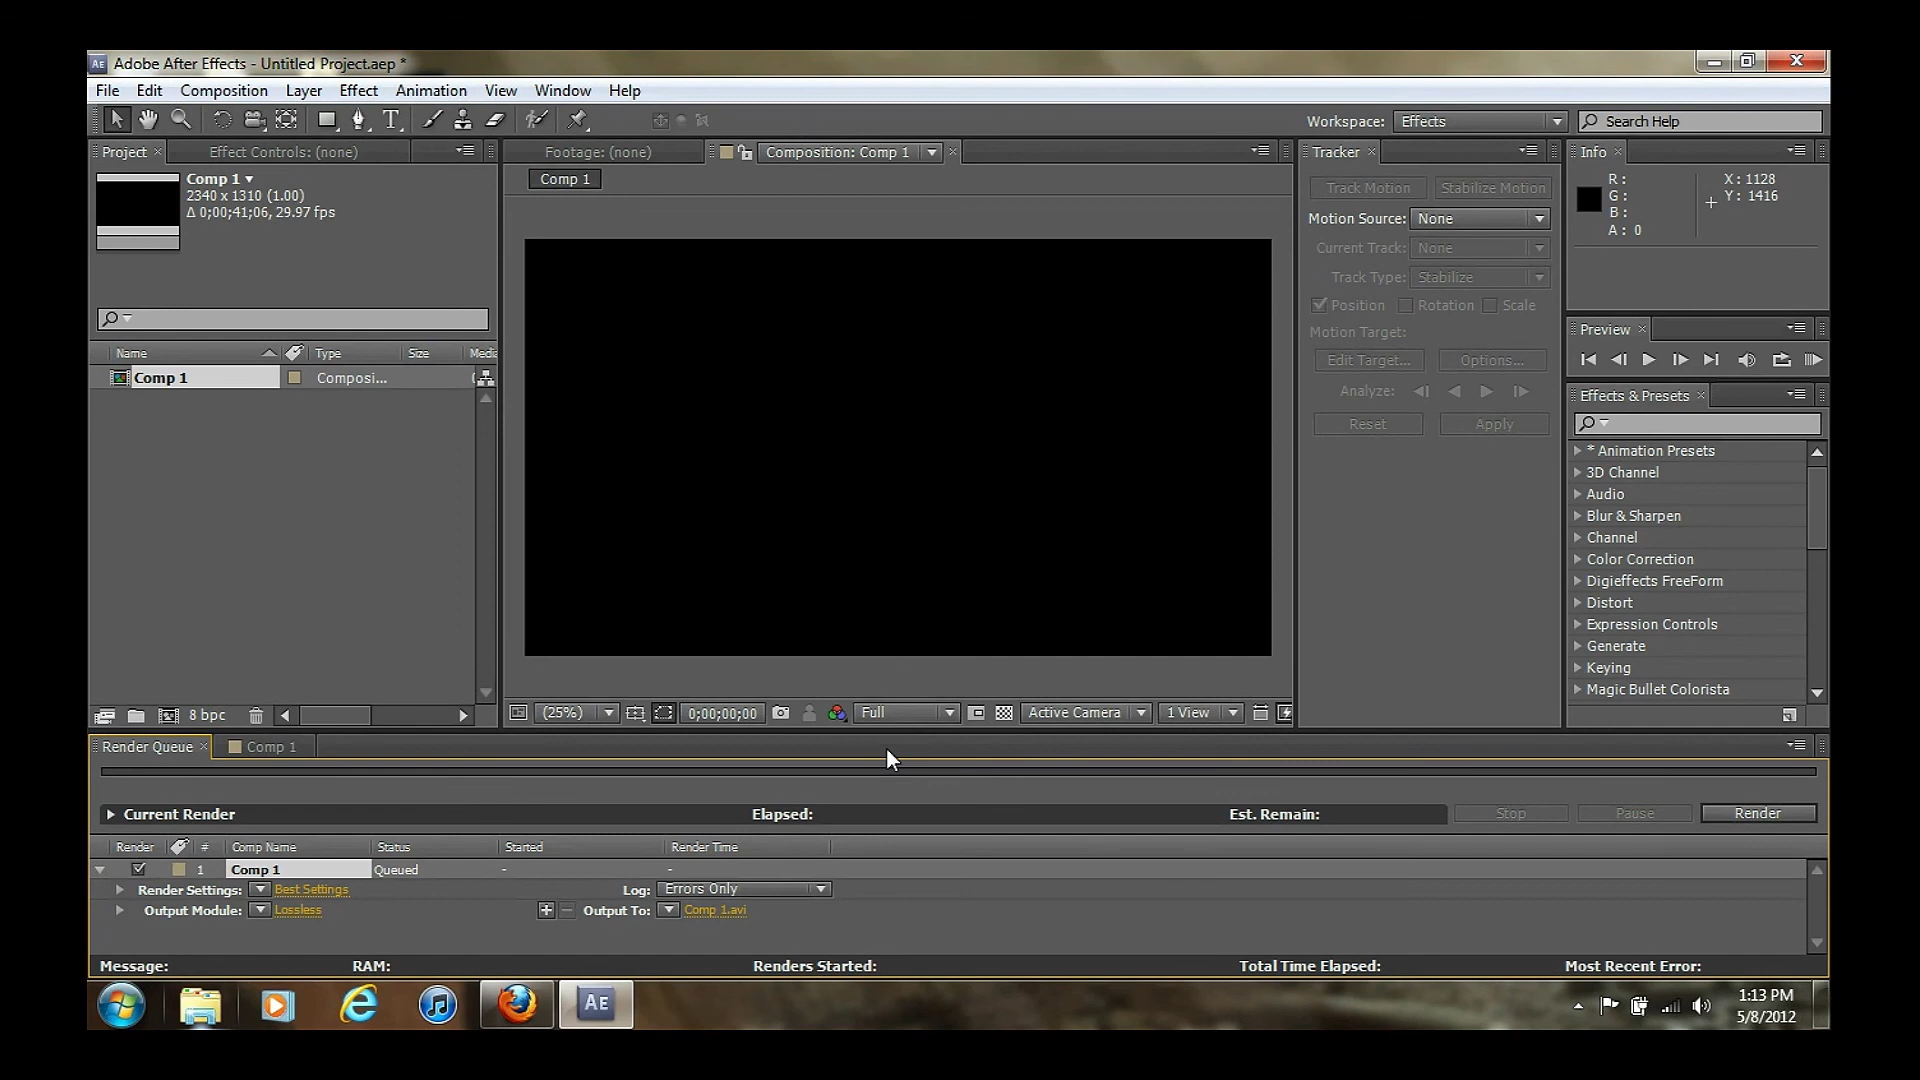 AE Adobe After Effects - Untitled Project.aep *
File Edit Composition Layer Effect Animation View Window Help
Workspace: Effects Search Help
Project Effect Controls: (none) Footage: (none) Composition: Comp 1 Tracker Info
Comp 1
2340 x 1310 (1.00)
Δ 0;00;41;06, 29.97 fps
Comp 1
Track Motion Stabilize Motion
Motion Source: None
Current Track: None
Track Type: Stabilize
Position Rotation Scale
Motion Target:
Edit Target... Options...
Analyze:
Reset Apply
R: X: 1128
G: Y: 1416
B:
A: 0
Preview
Effects & Presets
* Animation Presets
3D Channel
Audio
Blur & Sharpen
Channel
Color Correction
Digieffects FreeForm
Distort
Expression Controls
Generate
Keying
Magic Bullet Colorista
Name Type Size Media
Comp 1 Composi...
8 bpc
(25%) 0;00;00;00 Full Active Camera 1 View
Render Queue Comp 1
Current Render Elapsed: Est. Remain: Stop Pause Render
Render # Comp Name Status Started Render Time
1 Comp 1 Queued - -
Render Settings: Best Settings Log: Errors Only
Output Module: Lossless Output To: Comp 1.avi
Message: RAM: Renders Started: Total Time Elapsed: Most Recent Error:
AE
1:13 PM
5/8/2012